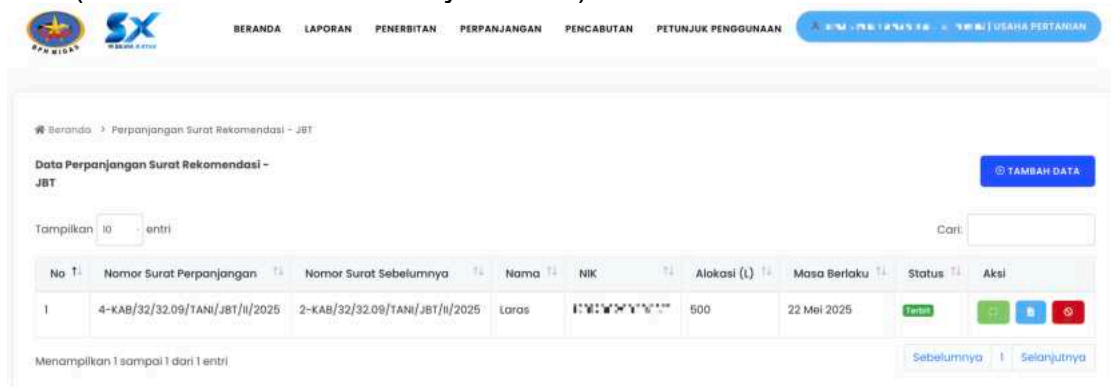 BPH MIGAS
SX
BERANDA LAPORAN PENERBITAN PERPANJANGAN PENCABUTAN PETUNJUK PENGGUNAAN | USAHA PERTANIAN
Beranda > Perpanjangan Surat Rekomendasi - JBT
Data Perpanjangan Surat Rekomendasi -
JBT
TAMBAH DATA
Tampilkan 10 entri Cari:
No Nomor Surat Perpanjangan Nomor Surat Sebelumnya Nama NIK Alokasi (L) Masa Berlaku Status Aksi
1 4-KAB/32/32.09/TANI/JBT/II/2025 2-KAB/32/32.09/TANI/JBT/II/2025 Laras 500 22 Mei 2025 Terbit
Menampilkan 1 sampai 1 dari 1 entri Sebelumnya 1 Selanjutnya